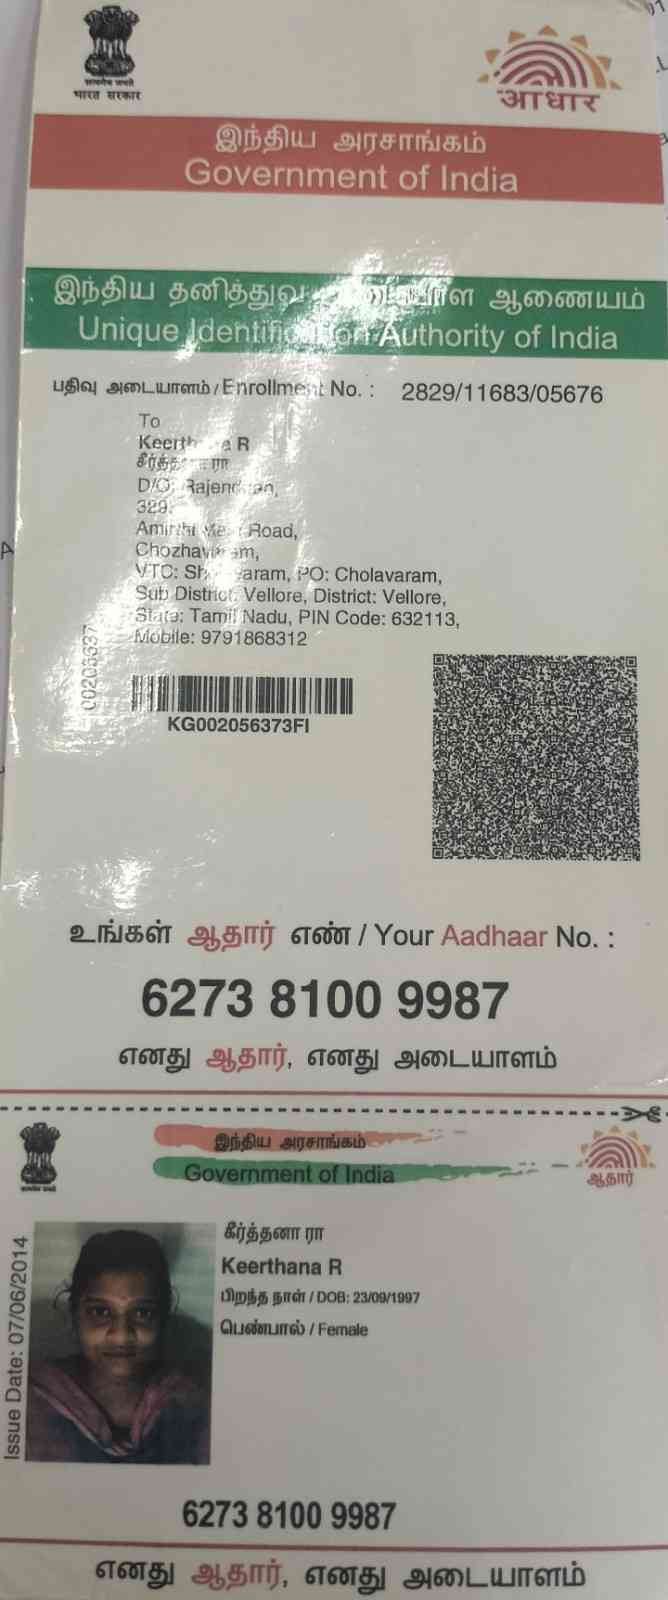 सत्यमेव जयते
भारत सरकार
आधार
இந்திய அரசாங்கம்
Government of India
இந்திய தனித்துவ ஆணையம்
Unique Authority of India
பதிவு அடையாளம் / Enrollment No. : 2829/11683/05676
To
R
ரா
D/O:
329,
Road,
VTC: PO: Cholavaram,
Sub District: Vellore, District: Vellore,
State: Tamil Nadu, PIN Code: 632113,
Mobile: 9791868312
KG002056373FI
உங்கள் ஆதார் எண் / Your Aadhaar No. :
6273 8100 9987
எனது ஆதார், எனது அடையாளம்
இந்திய அரசாங்கம்
Government of India
ஆதார்
Issue Date: 07/06/2014
கீர்த்தனா ரா
Keerthana R
பிறந்த நாள் / DOB: 23/09/1997
பெண்பால் / Female
6273 8100 9987
எனது ஆதார், எனது அடையாளம்